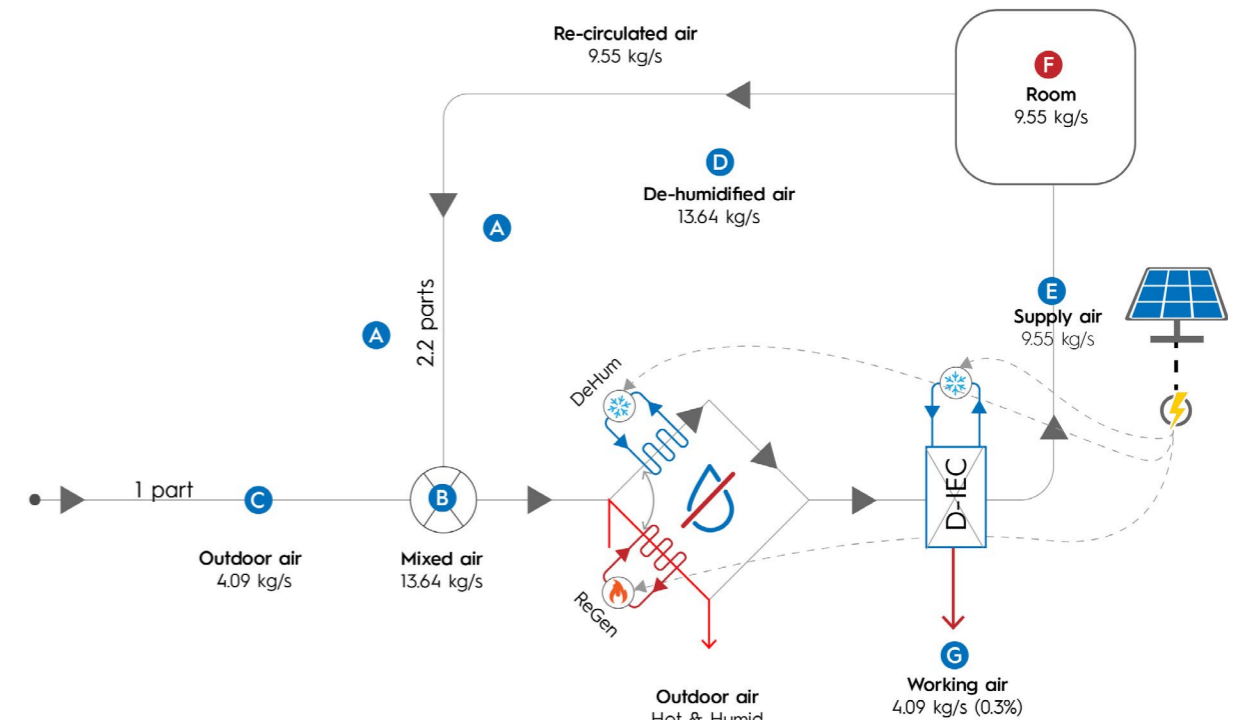 Re-circulated air
9.55 kg/s
F
Room
9.55 kg/s
D
De-humidified air
13.64 kg/s
A
A
2.2 parts
E
Supply air
9.55 kg/s
DeHum
1 part
C
B
D-IEC
Outdoor air
4.09 kg/s
Mixed air
13.64 kg/s
ReGen
G
Working air
4.09 kg/s (0.3%)
Outdoor air
Hot & Humid